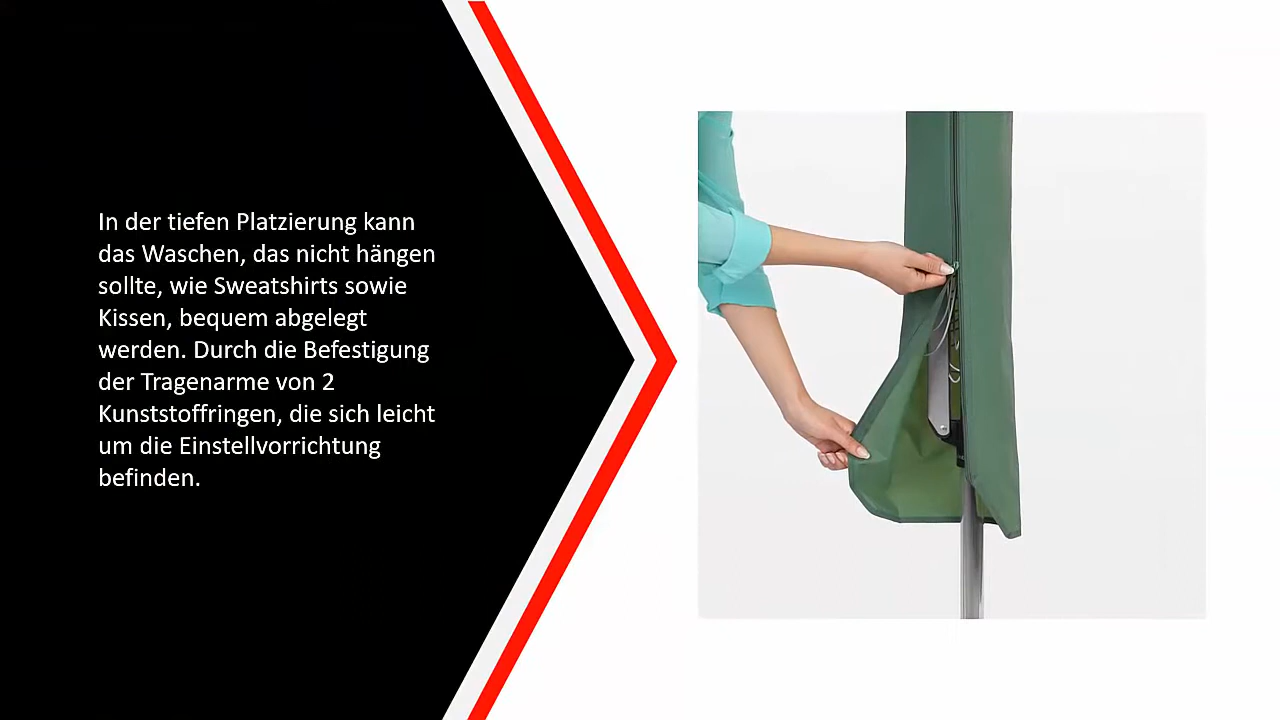 In der tiefen Platzierung kann
das Waschen, das nicht hängen
sollte, wie Sweatshirts sowie
Kissen, bequem abgelegt
werden. Durch die Befestigung
der Tragenarme von 2
Kunststoffringen, die sich leicht
um die Einstellvorrichtung
befinden.